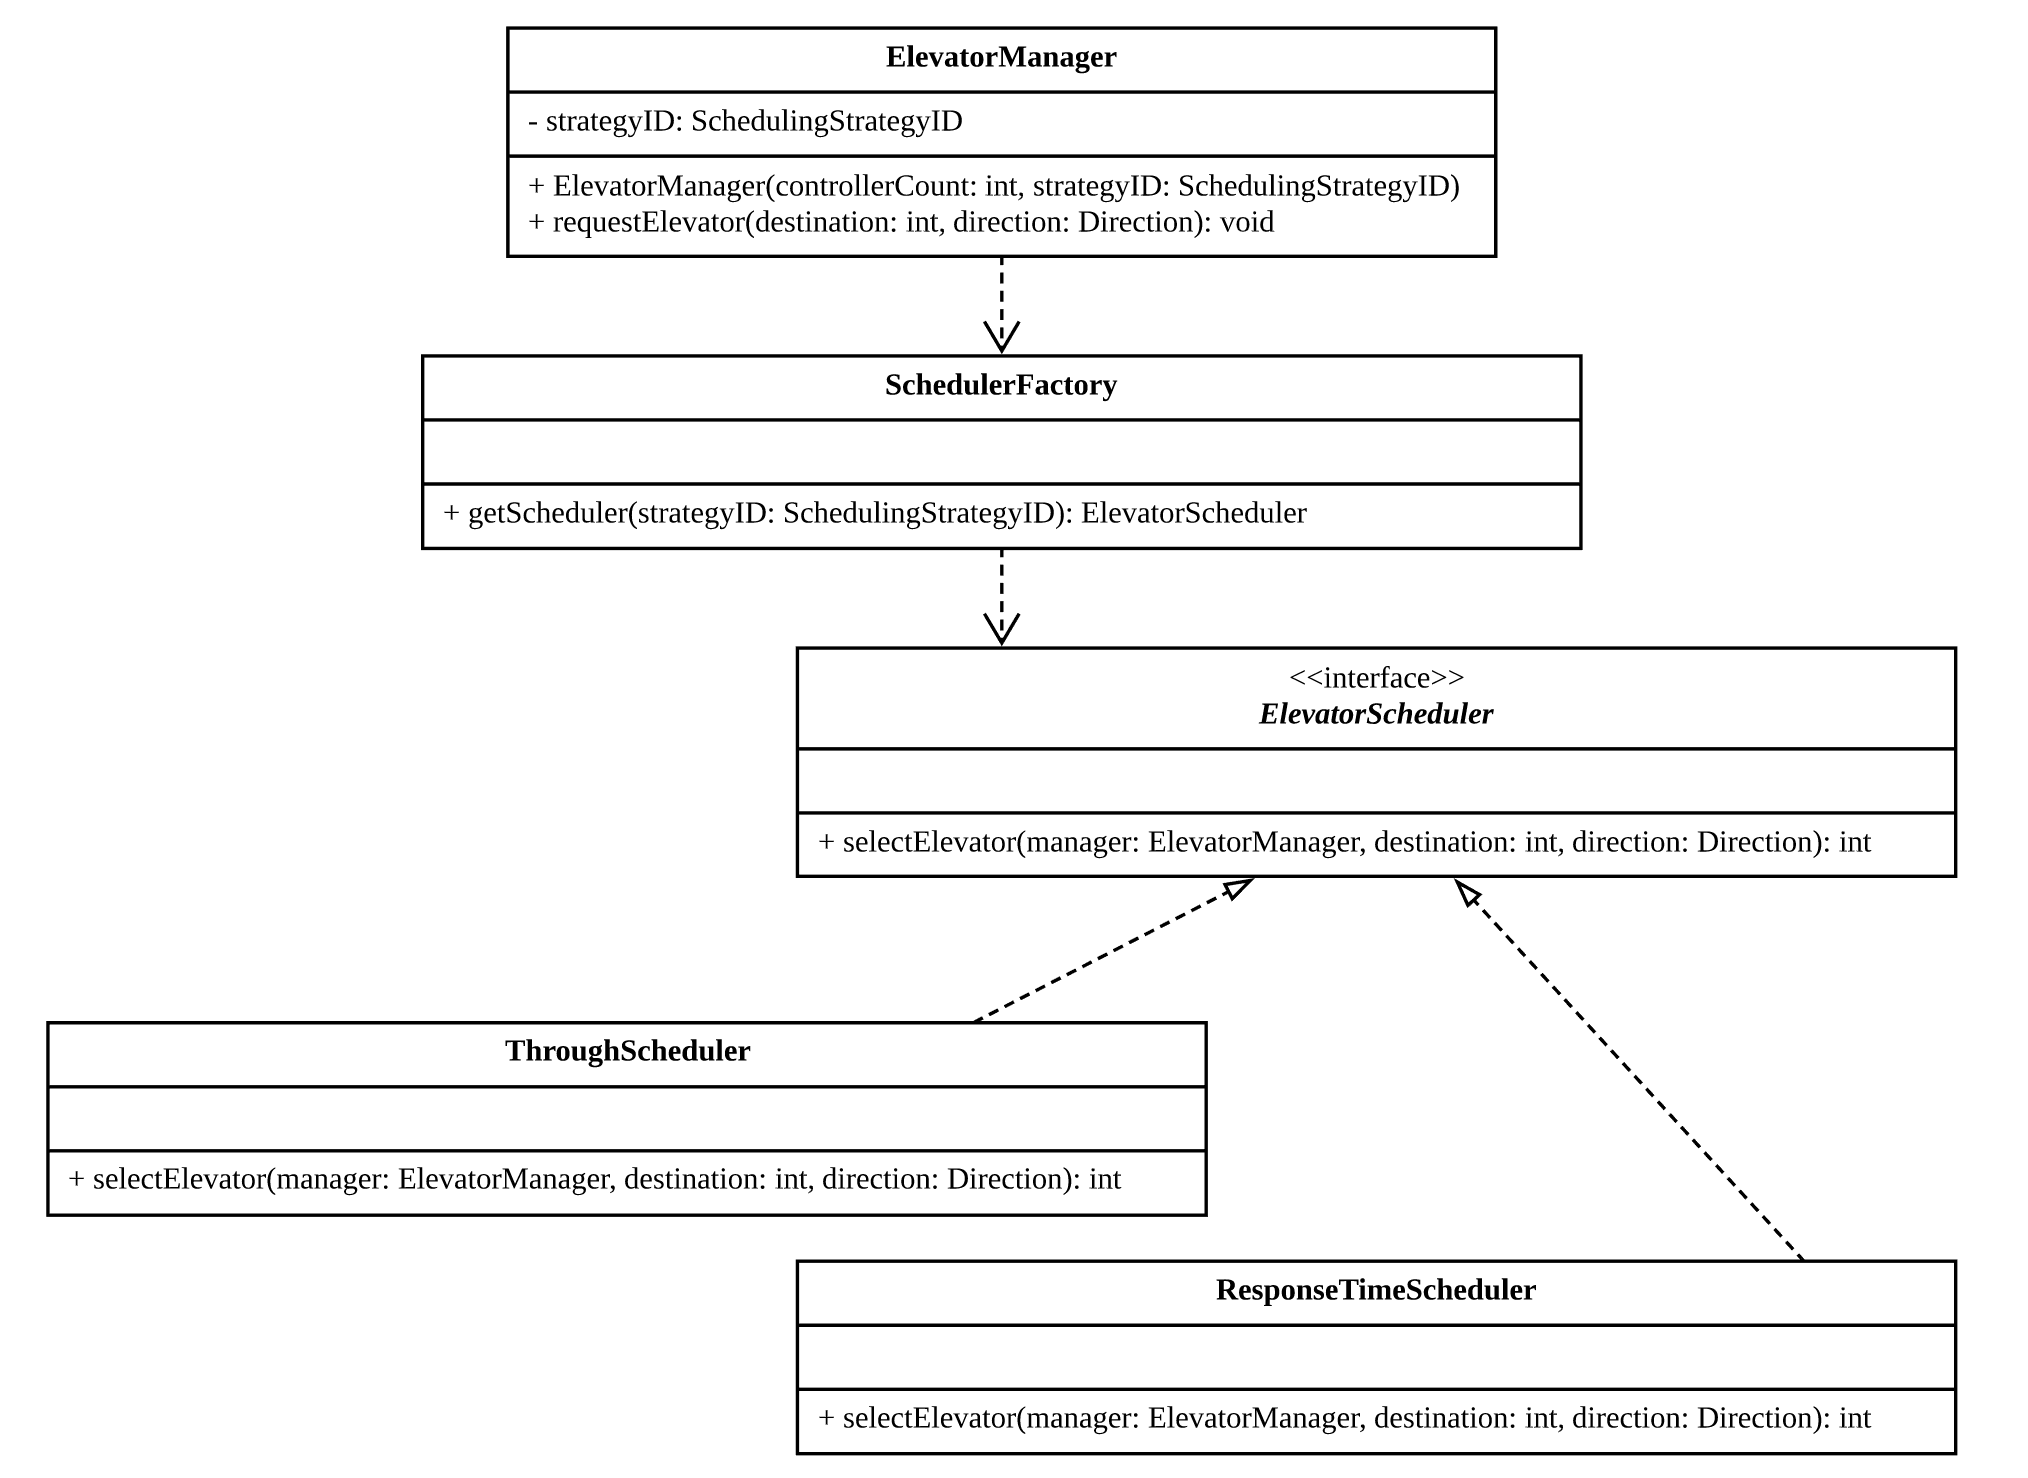 ElevatorManager
- strategyID: SchedulingStrategyID
+ ElevatorManager(controllerCount: int, strategyID: SchedulingStrategyID)
+ requestElevator(destination: int, direction: Direction): void
SchedulerFactory
+ getScheduler(strategyID: SchedulingStrategyID): ElevatorScheduler
<<interface>>
ElevatorScheduler
+ selectElevator(manager: ElevatorManager, destination: int, direction: Direction): int
ThroughScheduler
+ selectElevator(manager: ElevatorManager, destination: int, direction: Direction): int
ResponseTimeScheduler
+ selectElevator(manager: ElevatorManager, destination: int, direction: Direction): int